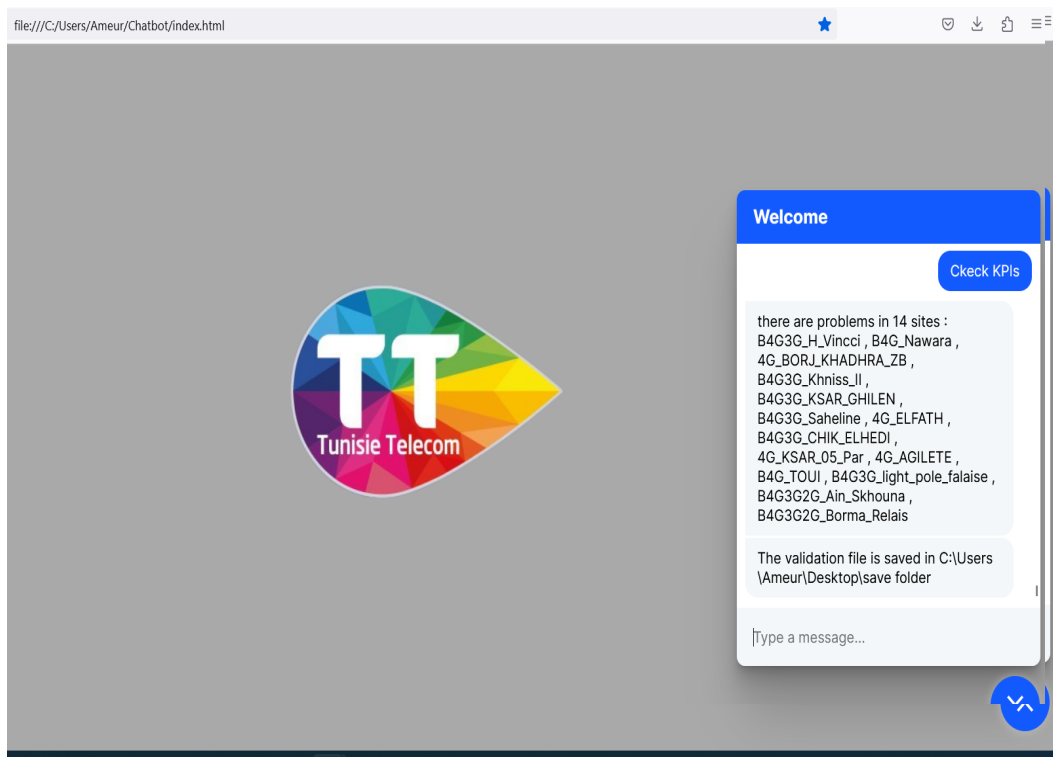 file:///C:/Users/Ameur/Chatbot/index.html
TT
Tunisie Telecom
Welcome
Ckeck KPIs
there are problems in 14 sites :
B4G3G_H_Vincci , B4G_Nawara ,
4G_BORJ_KHADHRA_ZB ,
B4G3G_Khniss_II ,
B4G3G_KSAR_GHILEN ,
B4G3G_Saheline , 4G_ELFATH ,
B4G3G_CHIK_ELHEDI ,
4G_KSAR_05_Par , 4G_AGILETE ,
B4G_TOUI , B4G3G_light_pole_falaise ,
B4G3G2G_Ain_Skhouna ,
B4G3G2G_Borma_Relais
The validation file is saved in C:\Users
\Ameur\Desktop\save folder
Type a message...